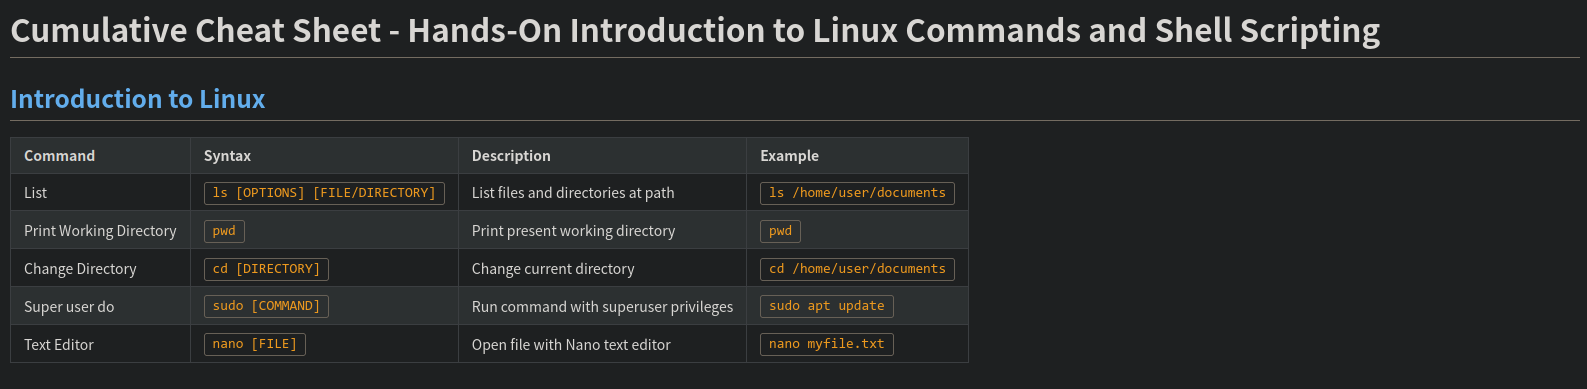 Cumulative Cheat Sheet - Hands-On Introduction to Linux Commands and Shell Scripting
Introduction to Linux
Command Syntax Description Example
List ls [OPTIONS] [FILE/DIRECTORY] List files and directories at path ls /home/user/documents
Print Working Directory pwd Print present working directory pwd
Change Directory cd [DIRECTORY] Change current directory cd /home/user/documents
Super user do sudo [COMMAND] Run command with superuser privileges sudo apt update
Text Editor nano [FILE] Open file with Nano text editor nano myfile.txt